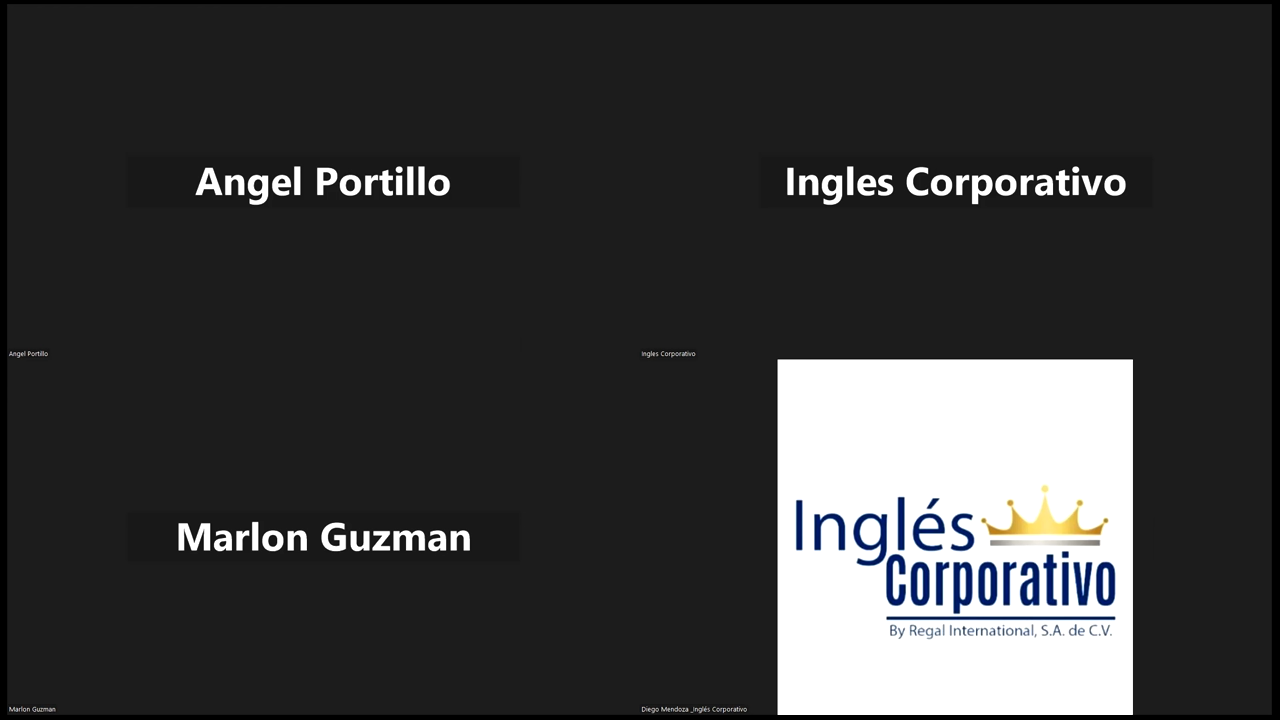 Angel Portillo
Ingles Corporativo
Angel Portillo
Ingles Corporativo
Marlon Guzman
Inglés
Corporativo
By Regal International, S.A. de C.V.
Marlon Guzman
Diego Mendoza _Inglés Corporativo